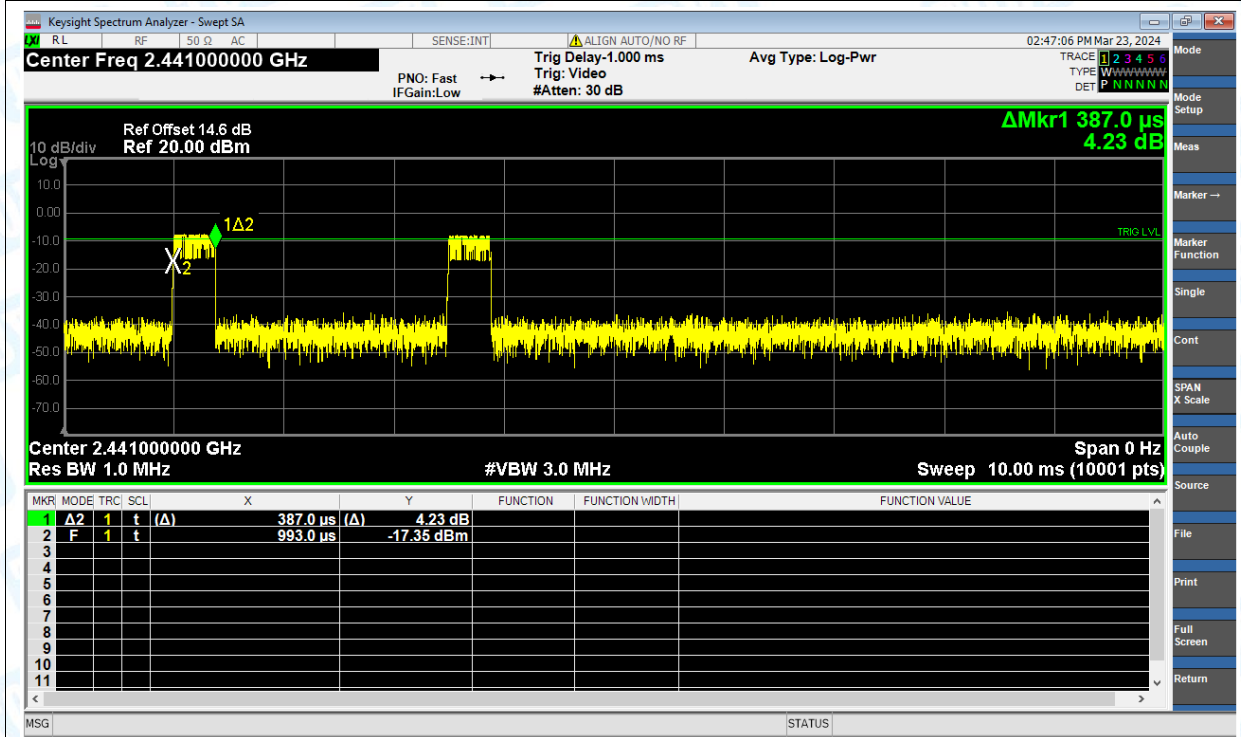 Keysight Spectrum Analyzer - Swept SA
LXI RL RF 50 Ω AC SENSE:INT ALIGN AUTO/NO RF 02:47:06 PM Mar 23, 2024
Center Freq 2.441000000 GHz
PNO: Fast
IFGain:Low
Trig Delay-1.000 ms
Trig: Video
#Atten: 30 dB
Avg Type: Log-Pwr
TRACE 1 2 3 4 5 6
TYPE WWWWWW
DET P NNNNN
ΔMkr1 387.0 µs
4.23 dB
Ref Offset 14.6 dB
10 dB/div Ref 20.00 dBm
Log
10.0
0.00
-10.0
-20.0
-30.0
-40.0
-50.0
-60.0
-70.0
1Δ2
2
TRIG LVL
Center 2.441000000 GHz Span 0 Hz
Res BW 1.0 MHz #VBW 3.0 MHz Sweep 10.00 ms (10001 pts)
MKR MODE TRC SCL X Y FUNCTION FUNCTION WIDTH FUNCTION VALUE
1 Δ2 1 t (Δ) 387.0 µs (Δ) 4.23 dB
2 F 1 t 993.0 µs -17.35 dBm
3
4
5
6
7
8
9
10
11
MSG STATUS
Mode
Mode
Setup
Meas
Marker →
Marker
Function
Single
Cont
SPAN
X Scale
Auto
Couple
Source
File
Print
Full
Screen
Return